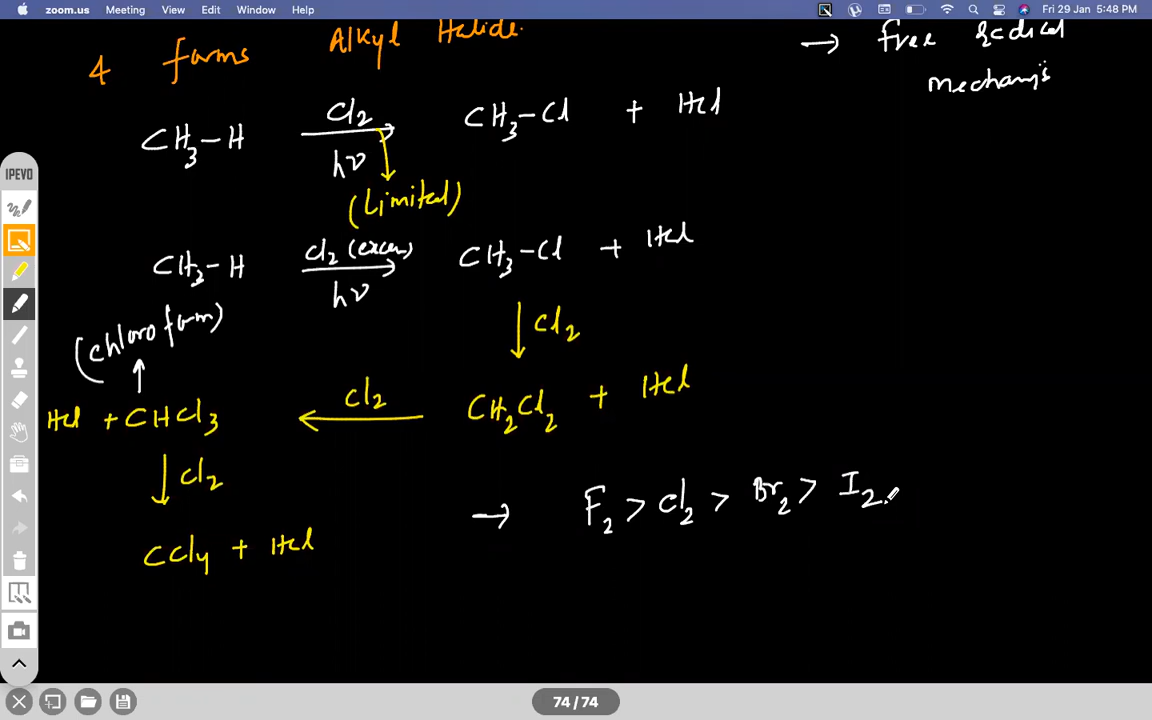 zoom.us Meeting View Edit Window Help Fri 29 Jan 5:48 PM
4 forms Alkyl Halide.
→ free radical
mechanism
CH3-H Cl2 hν → CH3-Cl + HCl
(Limited)
CH3-H Cl2 (excess) hν → CH3-Cl + HCl
↓ Cl2
(chloroform)
↑
HCl + CHCl3 ← Cl2 CH2Cl2 + HCl
↓ Cl2
→ F2 > Cl2 > Br2 > I2.
CCl4 + HCl
IPEVO
74 / 74